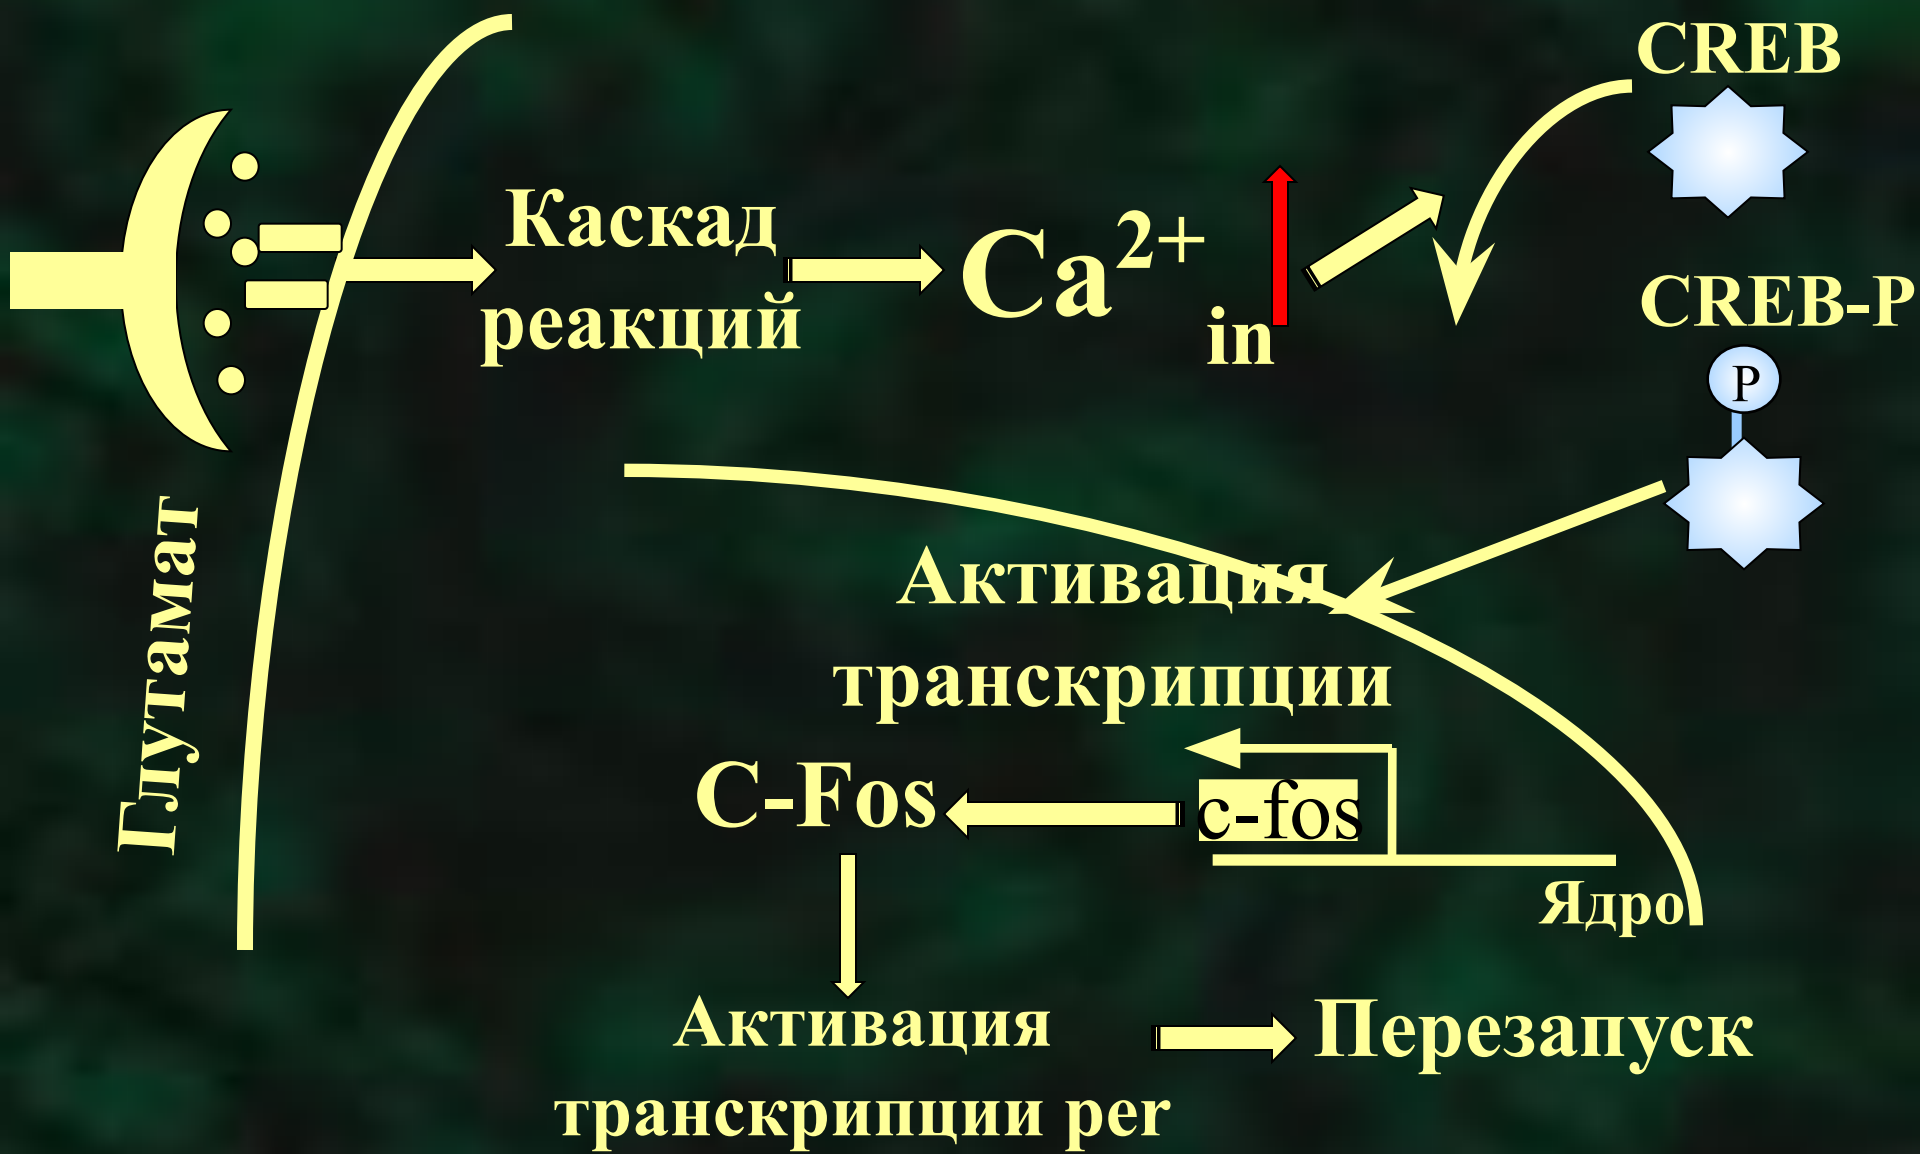 CREB
Каскад
реакций
Ca2+ in
CREB-P
P
Глутамат
Активация
транскрипции
C-Fos
c-fos
Ядро
Активация
транскрипции per
Перезапуск